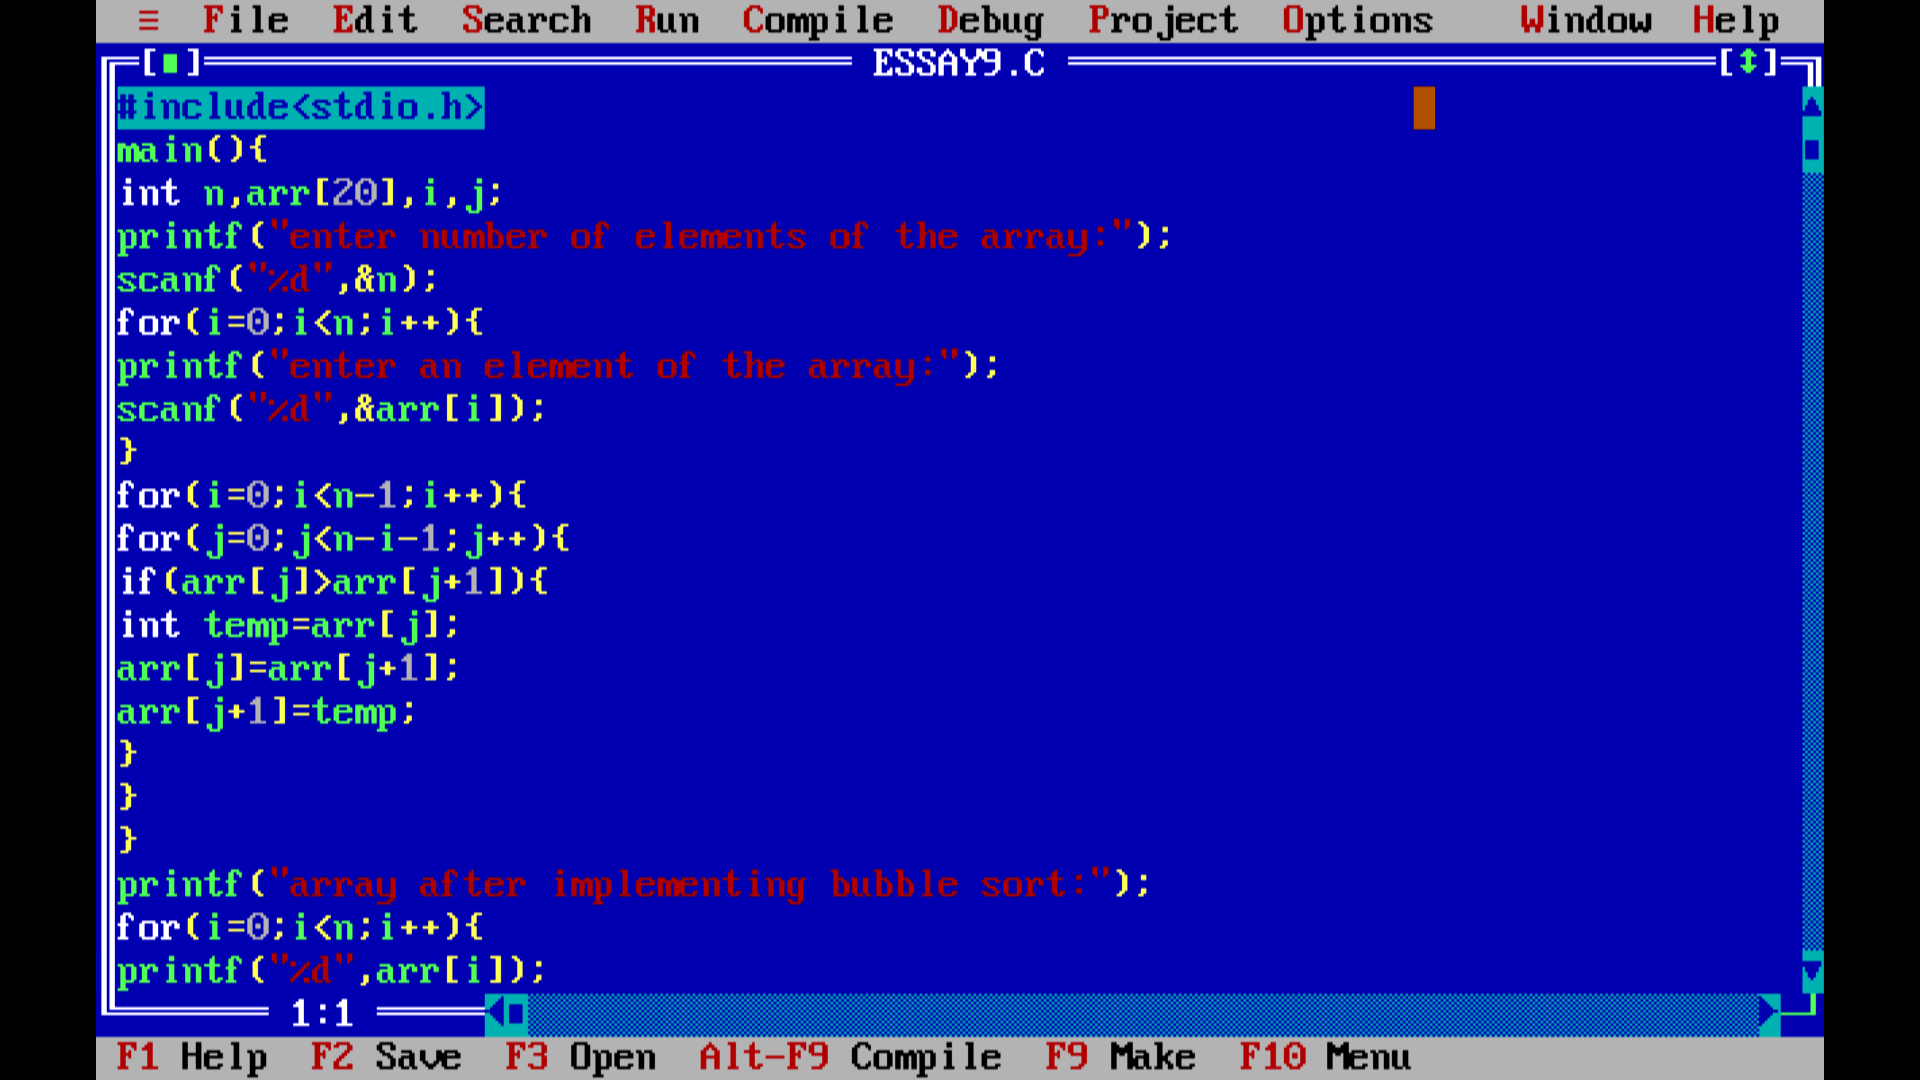 ≡ File Edit Search Run Compile Debug Project Options Window Help
[■] ESSAY9.C [↕]
#include<stdio.h>
main(){
int n,arr[20],i,j;
printf("enter number of elements of the array:");
scanf("%d",&n);
for(i=0;i<n;i++){
printf("enter an element of the array:");
scanf("%d",&arr[i]);
}
for(i=0;i<n-1;i++){
for(j=0;j<n-i-1;j++){
if(arr[j]>arr[j+1]){
int temp=arr[j];
arr[j]=arr[j+1];
arr[j+1]=temp;
}
}
}
printf("array after implementing bubble sort:");
for(i=0;i<n;i++){
printf("%d",arr[i]);
1:1
F1 Help F2 Save F3 Open Alt-F9 Compile F9 Make F10 Menu